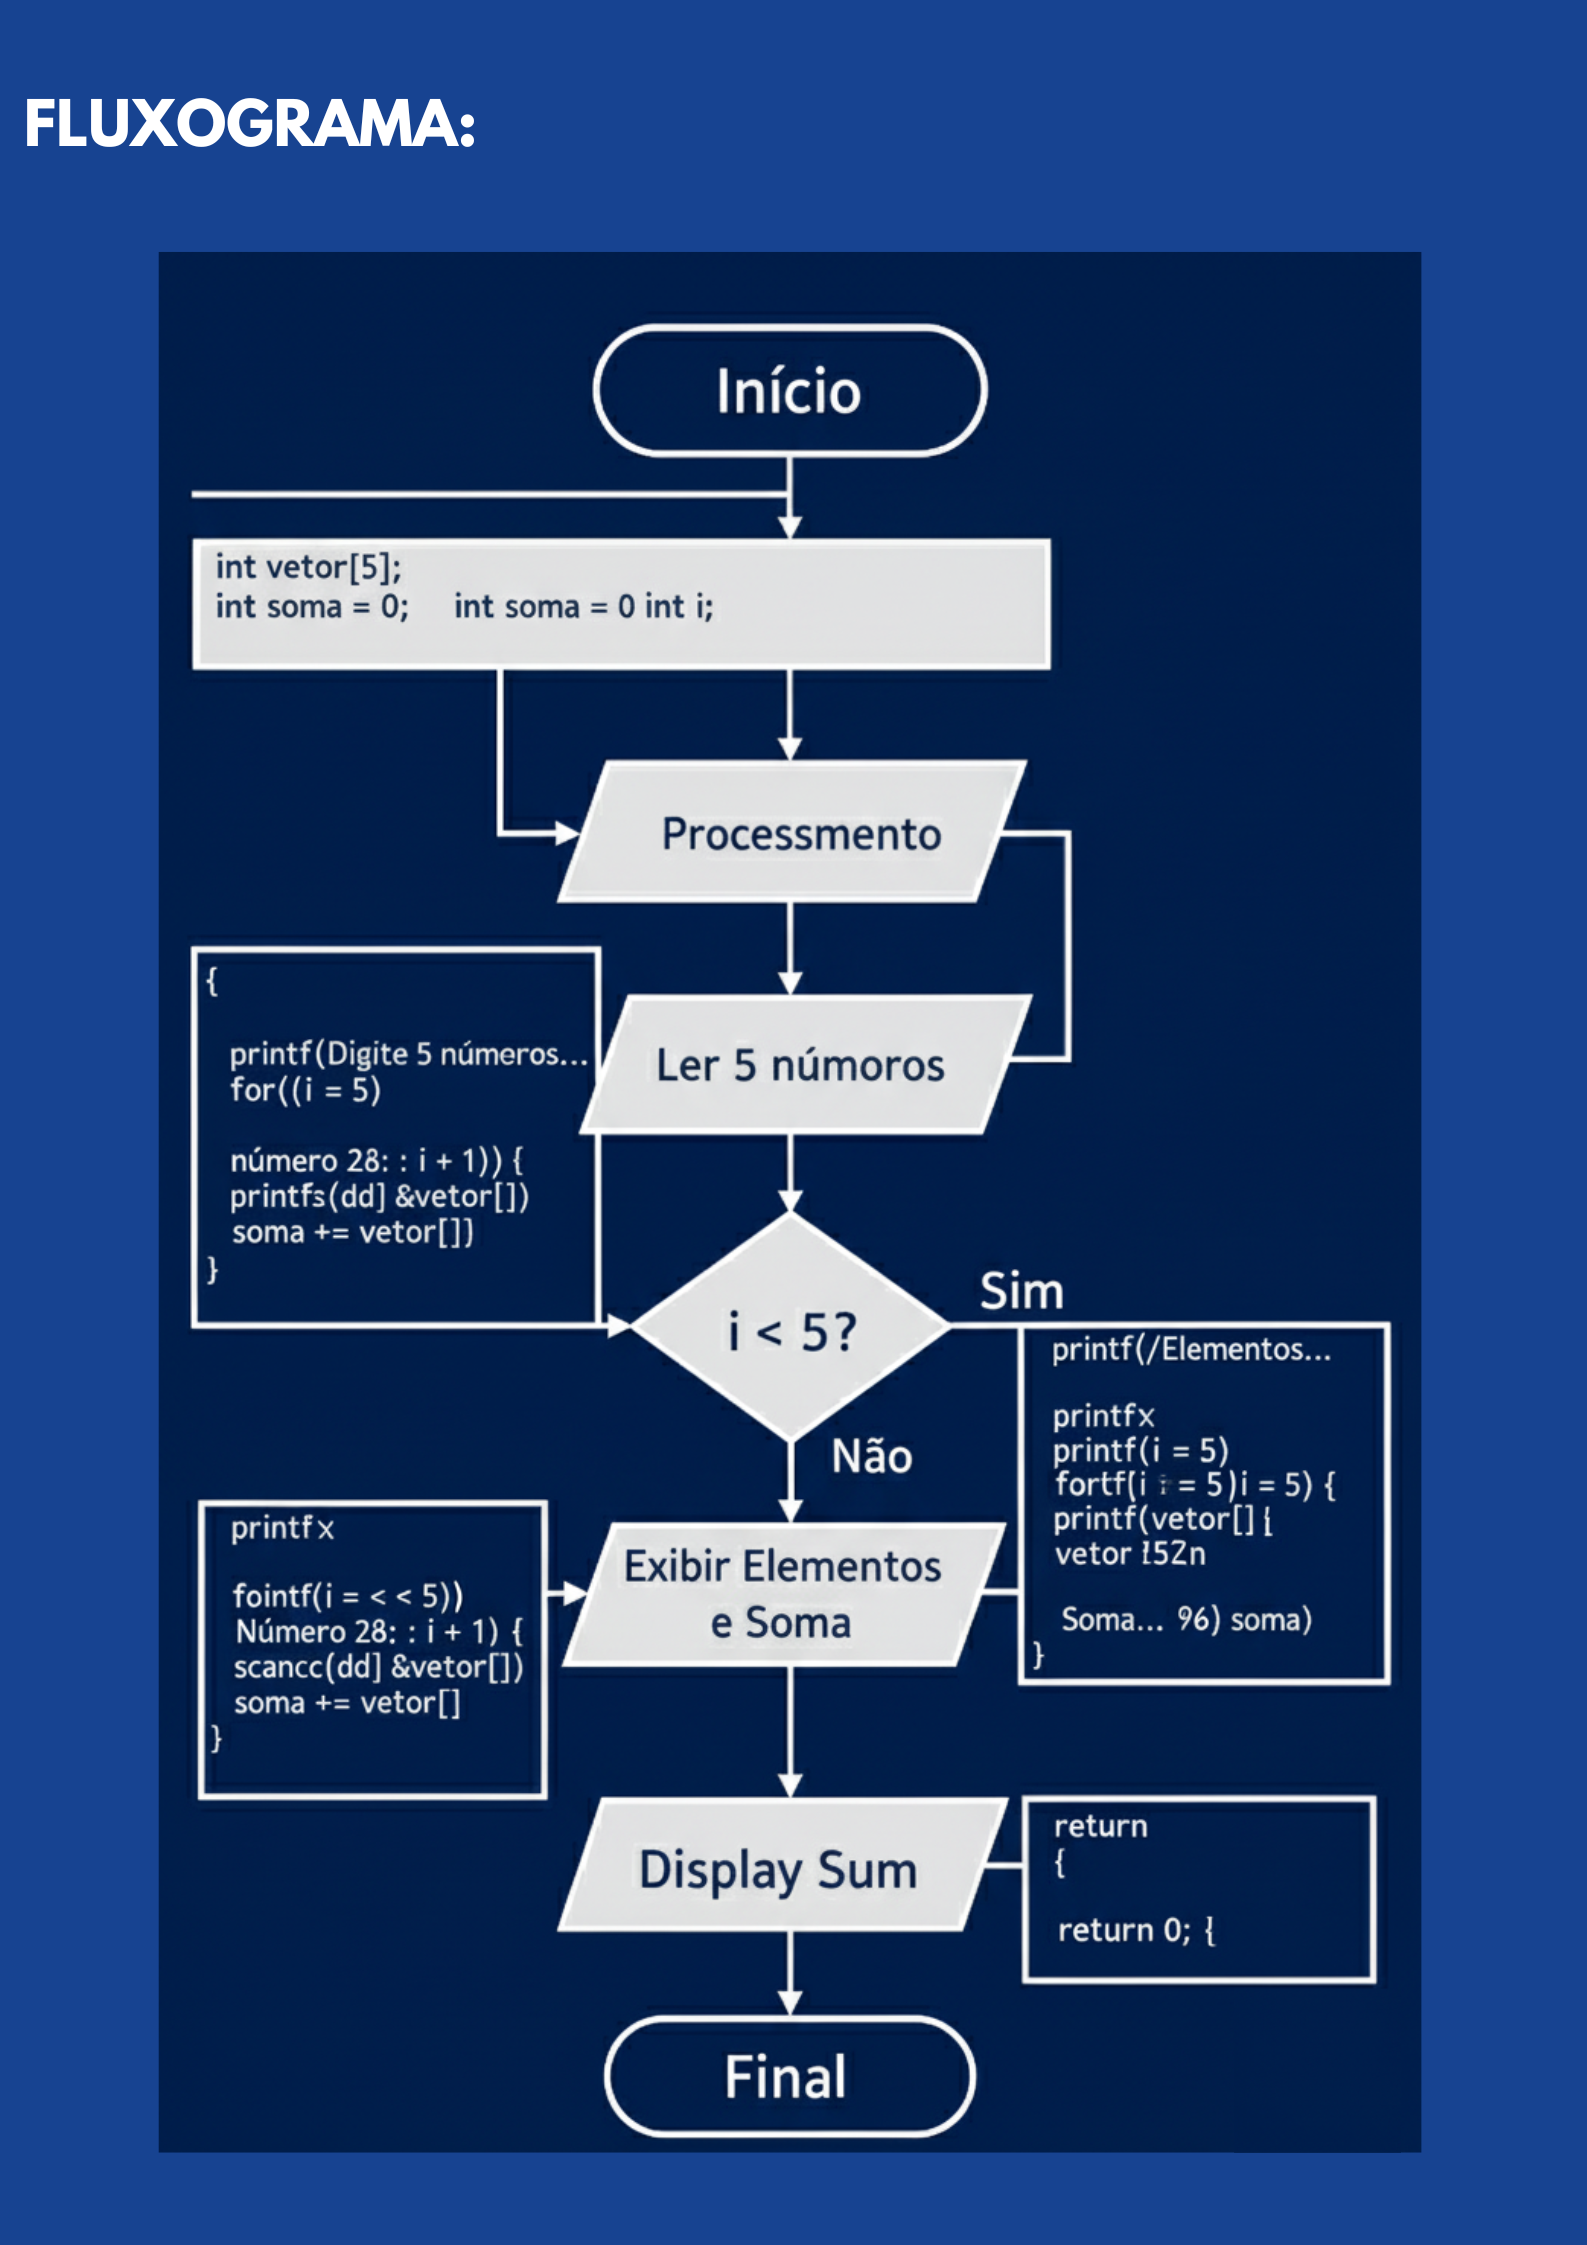 FLUXOGRAMA:
Início
int vetor[5];
int soma = 0; int soma = 0 int i;
Processmento
{
printf(Digite 5 números...
for((i = 5)
número 28: : i + 1)) {
printfs(dd] &vetor[])
soma += vetor[]]
}
Ler 5 númoros
i < 5?
Sim
Não
printf(/Elementos...
printfx
printf(i = 5)
fortf(i = 5)i = 5) {
printf(vetor[] {
vetor
Soma... 96) soma)
}
printfx
fointf(i = < < 5))
Número 28: : i + 1) {
scancc(dd] &vetor[])
soma += vetor[]
}
Exibir Elementos
e Soma
Display Sum
return
{
return 0; {
Final